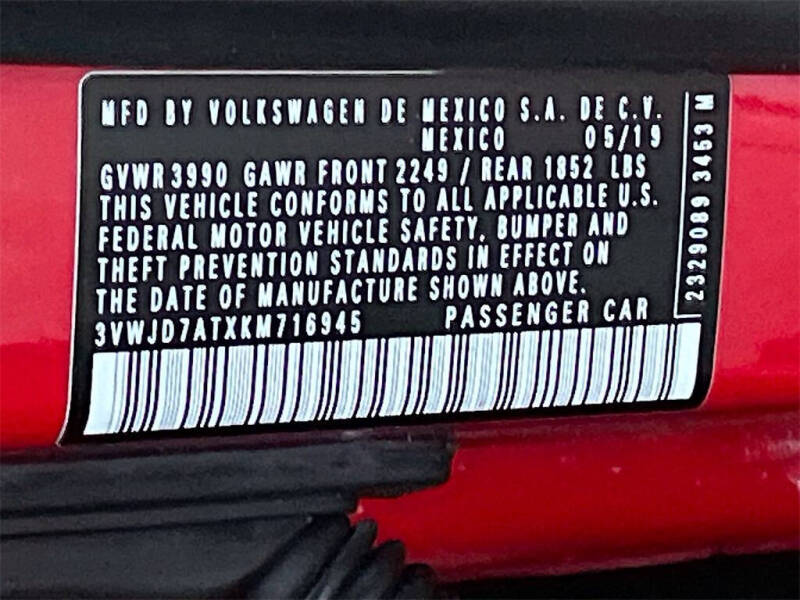 MFD BY VOLKSWAGEN DE MEXICO S.A. DE C.V.
MEXICO 05/19
GVWR 3990 GAWR FRONT 2249 / REAR 1852 LBS
THIS VEHICLE CONFORMS TO ALL APPLICABLE U.S.
FEDERAL MOTOR VEHICLE SAFETY, BUMPER AND
THEFT PREVENTION STANDARDS IN EFFECT ON
THE DATE OF MANUFACTURE SHOWN ABOVE.
3VWJD7ATXKM716945 PASSENGER CAR
2329089 3453 M